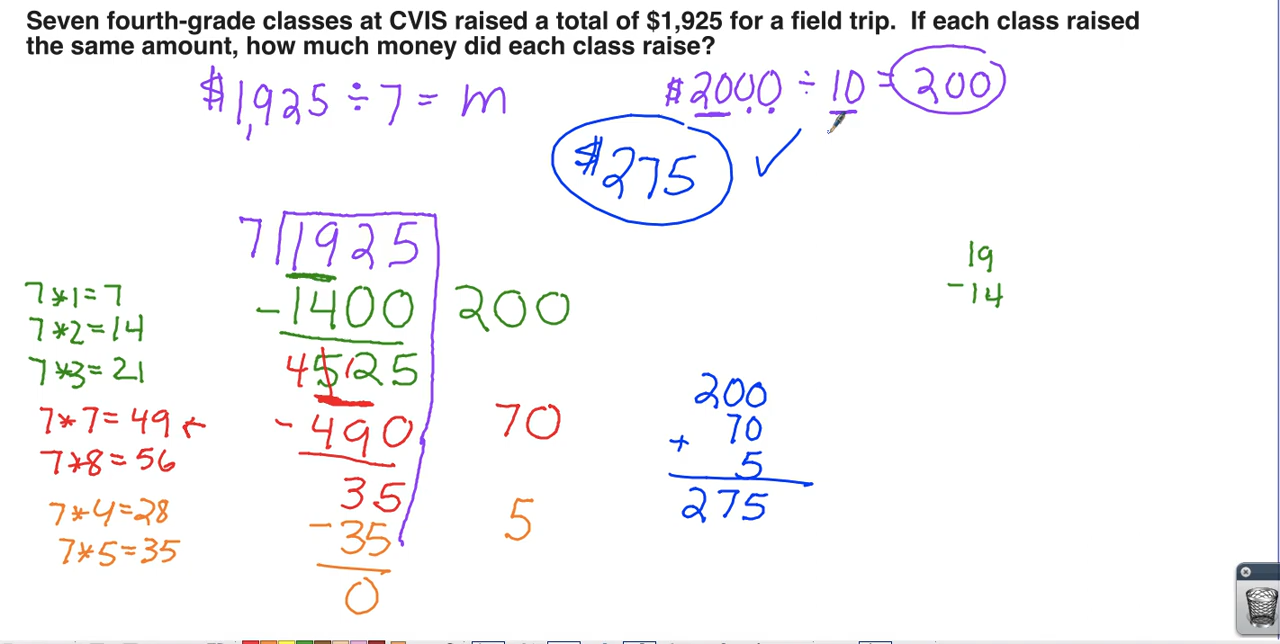 Seven fourth-grade classes at CVIS raised a total of $1,925 for a field trip. If each class raised
the same amount, how much money did each class raise?
$1,925 ÷ 7 = m
$2000 ÷ 10 = 200
$275 ✓
7 1925
- 1400 200
4525
- 490 70
35
- 35 5
0
7*1=7
7*2=14
7*3=21
7*7=49 ←
7*8=56
7*4=28
7*5=35
200
70
+ 5
275
19
-14